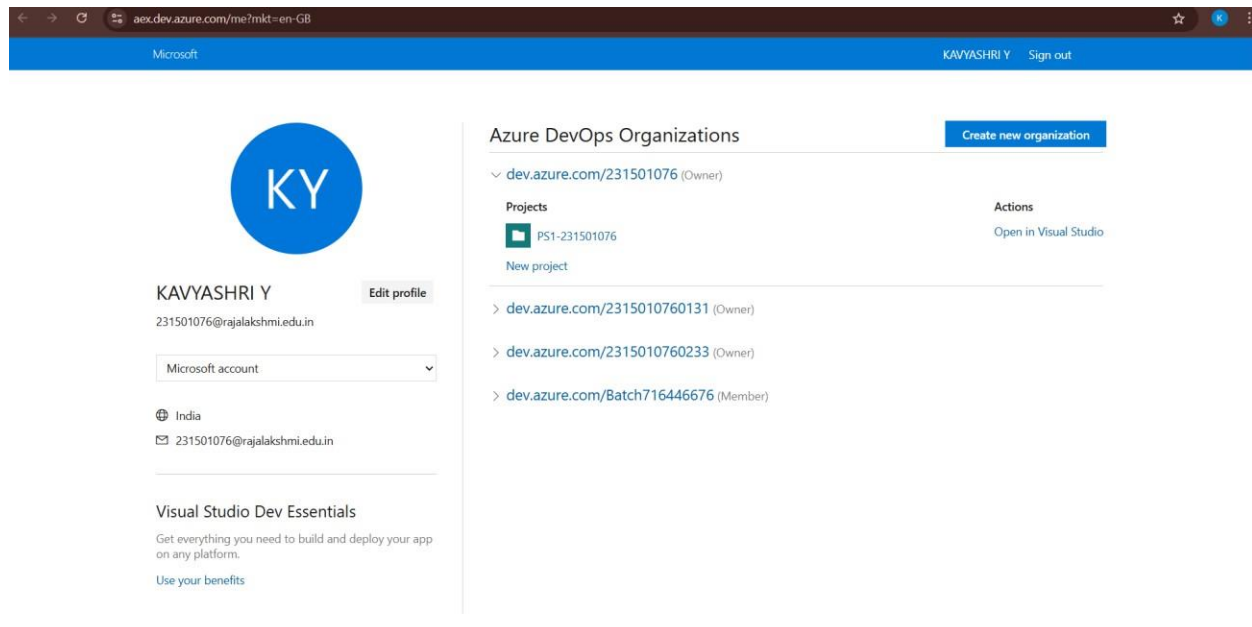 aex.dev.azure.com/me?mkt=en-GB
K
Microsoft
KAVYASHRI Y Sign out
KY
KAVYASHRI Y
Edit profile
231501076@rajalakshmi.edu.in
Microsoft account
India
231501076@rajalakshmi.edu.in
Visual Studio Dev Essentials
Get everything you need to build and deploy your app
on any platform.
Use your benefits
Azure DevOps Organizations
Create new organization
dev.azure.com/231501076 (Owner)
Projects
Actions
PS1-231501076
Open in Visual Studio
New project
dev.azure.com/2315010760131 (Owner)
dev.azure.com/2315010760233 (Owner)
dev.azure.com/Batch716446676 (Member)